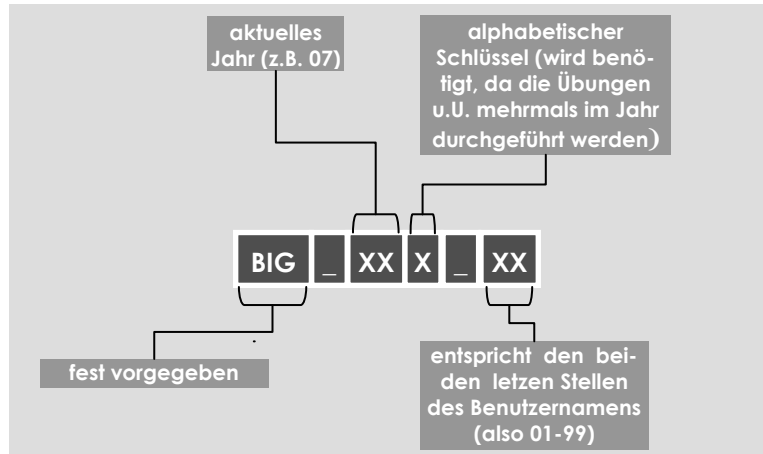 aktuelles
Jahr (z.B. 07)
alphabetischer
Schlüssel (wird benö-
tigt, da die Übungen
u.U. mehrmals im Jahr
durchgeführt werden)
BIG _ XX X _ XX
fest vorgegeben
entspricht den bei-
den letzen Stellen
des Benutzernamens
(also 01-99)